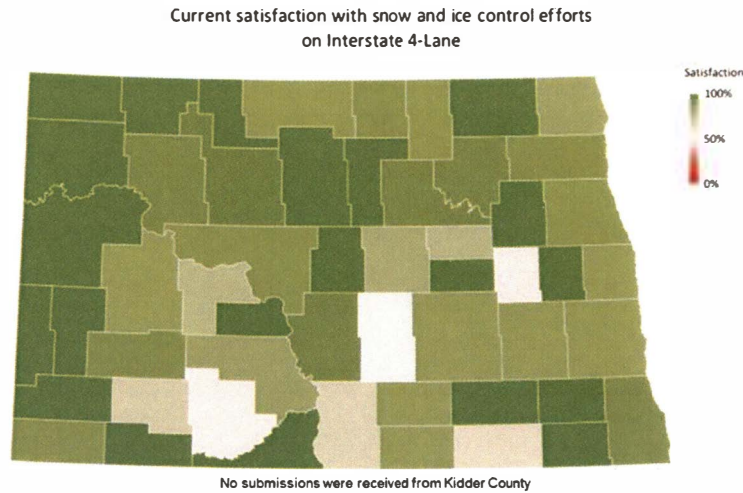 Current satisfaction with snow and ice control efforts
on Interstate 4-Lane
Satisfaction
100%
50%
0%
No submissions were received from Kidder County